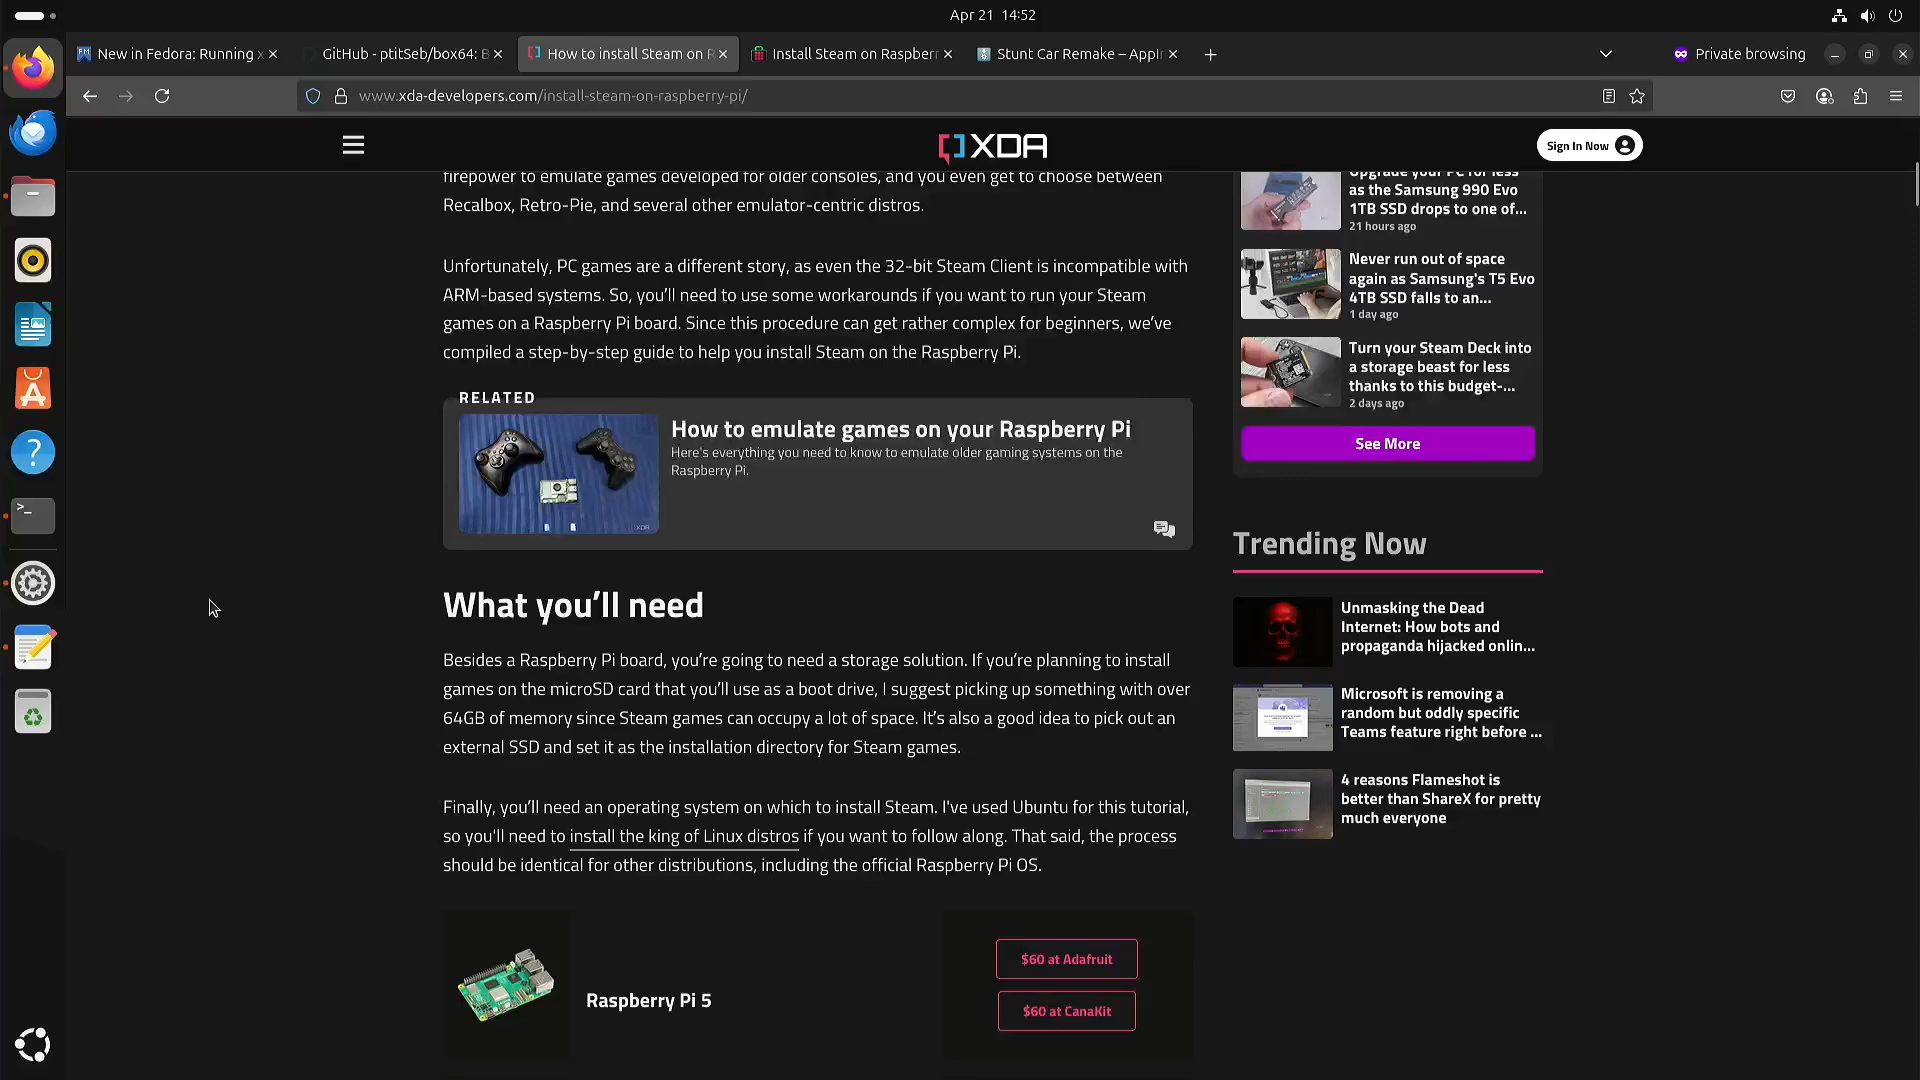 Apr 21 14:52
New in Fedora: Running x
GitHub - ptitSeb/box64: B
How to install Steam on R
Install Steam on Raspberr
Stunt Car Remake – AppI
Private browsing
www.xda-developers.com/install-steam-on-raspberry-pi/
XDA
Sign In Now
firepower to emulate games developed for older consoles, and you even get to choose between
Recalbox, Retro-Pie, and several other emulator-centric distros.
Unfortunately, PC games are a different story, as even the 32-bit Steam Client is incompatible with
ARM-based systems. So, you’ll need to use some workarounds if you want to run your Steam
games on a Raspberry Pi board. Since this procedure can get rather complex for beginners, we’ve
compiled a step-by-step guide to help you install Steam on the Raspberry Pi.
RELATED
How to emulate games on your Raspberry Pi
Here's everything you need to know to emulate older gaming systems on the
Raspberry Pi.
XDA
What you’ll need
Besides a Raspberry Pi board, you’re going to need a storage solution. If you’re planning to install
games on the microSD card that you’ll use as a boot drive, I suggest picking up something with over
64GB of memory since Steam games can occupy a lot of space. It’s also a good idea to pick out an
external SSD and set it as the installation directory for Steam games.
Finally, you’ll need an operating system on which to install Steam. I've used Ubuntu for this tutorial,
so you'll need to install the king of Linux distros if you want to follow along. That said, the process
should be identical for other distributions, including the official Raspberry Pi OS.
Raspberry Pi 5
$60 at Adafruit
$60 at CanaKit
Upgrade your PC for less
as the Samsung 990 Evo
1TB SSD drops to one of...
21 hours ago
Never run out of space
again as Samsung's T5 Evo
4TB SSD falls to an...
1 day ago
Turn your Steam Deck into
a storage beast for less
thanks to this budget-...
2 days ago
See More
Trending Now
Unmasking the Dead
Internet: How bots and
propaganda hijacked onlin...
Microsoft is removing a
random but oddly specific
Teams feature right before ...
4 reasons Flameshot is
better than ShareX for pretty
much everyone